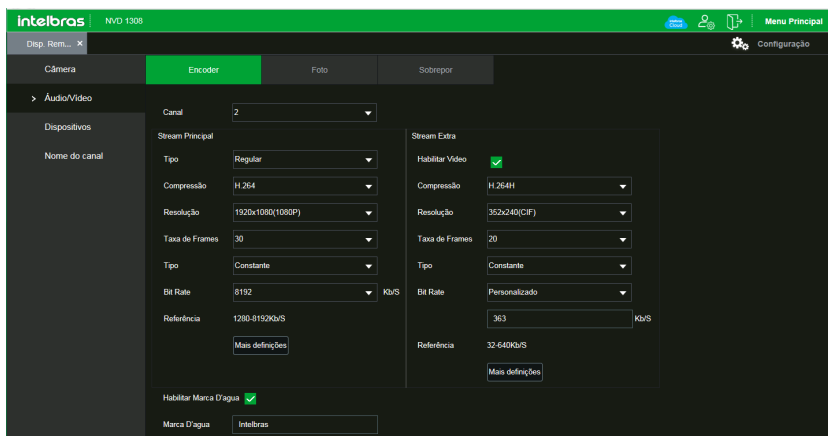 intelbras NVD 1308
Intelbras Cloud Menu Principal
Disp. Rem... × Configuração
Câmera
> Áudio/Vídeo
Dispositivos
Nome do canal
Encoder Foto Sobrepor
Canal 2
Stream Principal
Tipo Regular
Compressão H.264
Resolução 1920x1080(1080P)
Taxa de Frames 30
Tipo Constante
Bit Rate 8192 Kb/S
Referência 1280-8192Kb/S
Mais definições
Stream Extra
Habilitar Video
Compressão H.264H
Resolução 352x240(CIF)
Taxa de Frames 20
Tipo Constante
Bit Rate Personalizado
363 Kb/S
Referência 32-640Kb/S
Mais definições
Habilitar Marca D'agua
Marca D'agua Intelbras